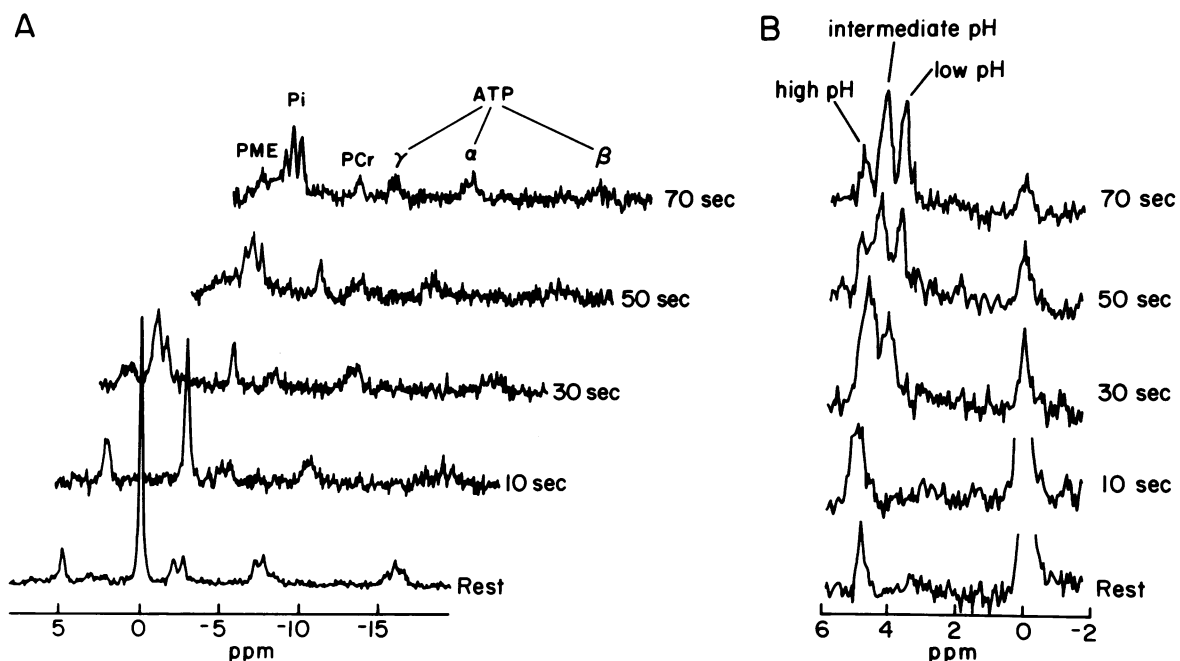 A
Pi
ATP
PME
PCr
γ
α
β
70 sec
50 sec
30 sec
10 sec
Rest
5 0 -5 -10 -15
ppm
B
intermediate pH
low pH
high pH
70 sec
50 sec
30 sec
10 sec
Rest
6 4 2 0 -2
ppm